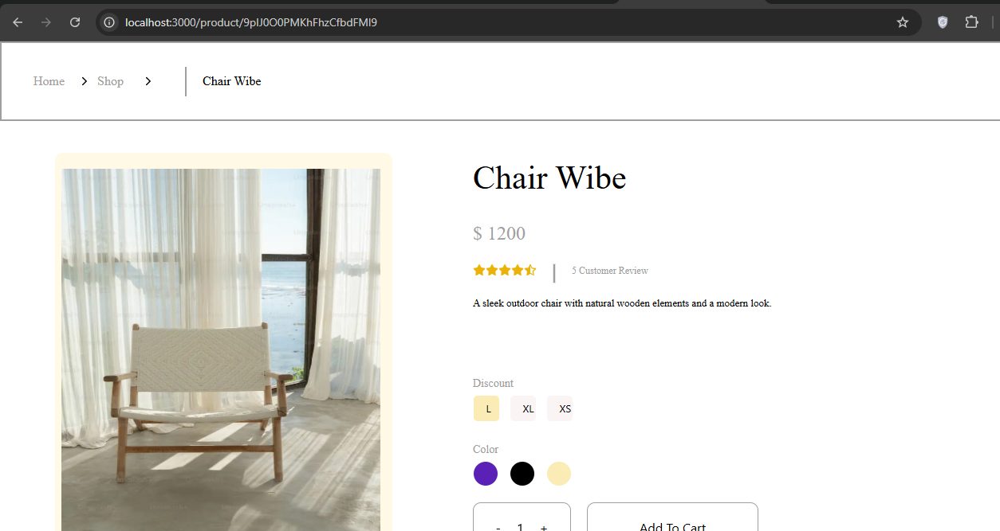 localhost:3000/product/9plJ0O0PMKhFhzCfbdFMl9
Home > Shop > Chair Wibe
Chair Wibe
$ 1200
5 Customer Review
A sleek outdoor chair with natural wooden elements and a modern look.
Discount
L XL XS
Color
- 1 + Add To Cart